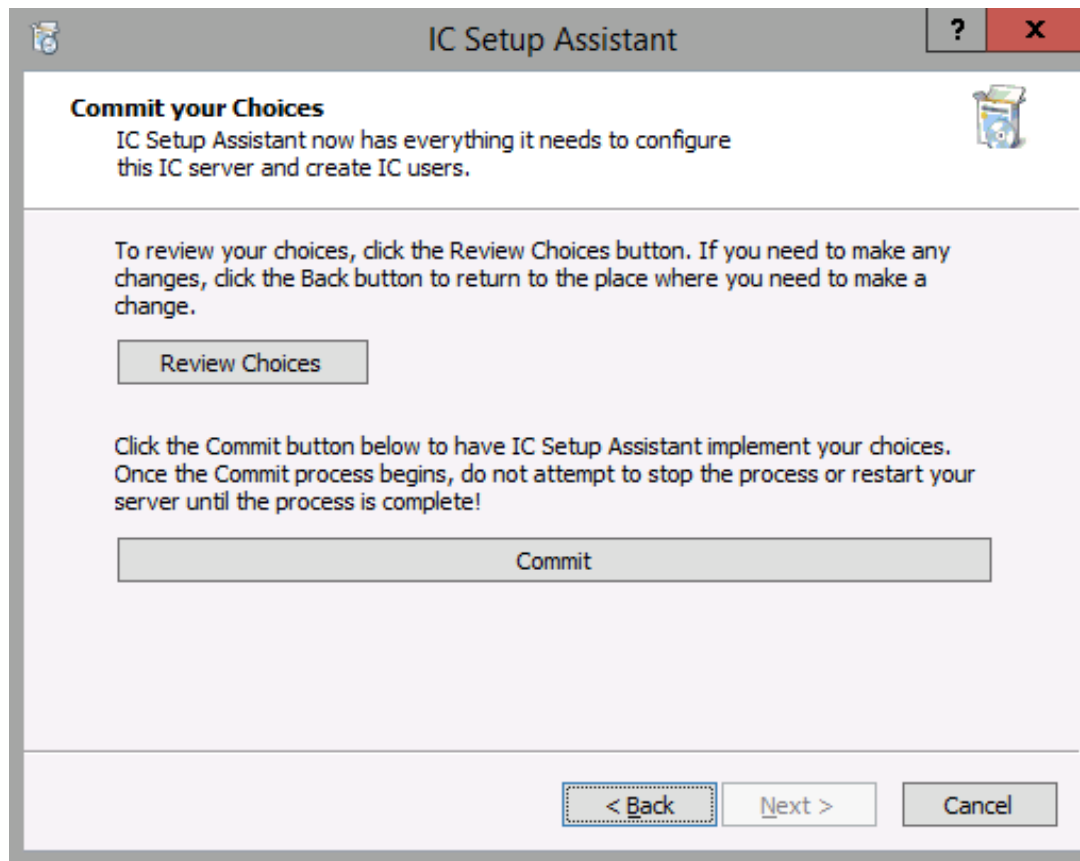 IC Setup Assistant
?
x
Commit your Choices
IC Setup Assistant now has everything it needs to configure
this IC server and create IC users.
To review your choices, click the Review Choices button. If you need to make any
changes, click the Back button to return to the place where you need to make a
change.
Review Choices
Click the Commit button below to have IC Setup Assistant implement your choices.
Once the Commit process begins, do not attempt to stop the process or restart your
server until the process is complete!
Commit
< Back
Next >
Cancel